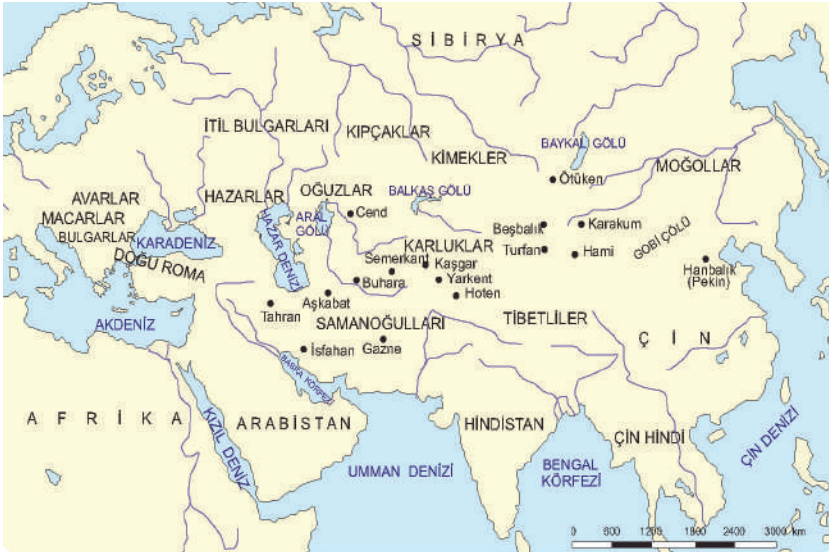 SİBİRYA
İTİL BULGARLARI
KIPÇAKLAR
KİMEKLER
BAYKAL GÖLÜ
MOĞOLLAR
Ötüken
AVARLAR
MACARLAR
BULGARLAR
HAZARLAR
OĞUZLAR
BALKAŞ GÖLÜ
Cend
ARAL
GÖLÜ
HAZAR DENİZİ
KARADENİZ
DOĞU ROMA
KARLUKLAR
Beşbalık
Karakum
Turfan
Hami
GOBİ ÇÖLÜ
Hanbalık
(Pekin)
Semerkant
Kaşgar
Buhara
Yarkent
Hoten
Aşkabat
Tahran
AKDENİZ
SAMANOĞULLARI
TİBETLİLER
ÇİN
İsfahan
Gazne
BASRA KÖRFEZİ
AFRİKA
KIZIL DENİZ
ARABİSTAN
HİNDİSTAN
ÇİN HİNDİ
ÇİN DENİZİ
UMMAN DENİZİ
BENGAL
KÖRFEZİ
0 600 1200 1800 2400 3000 km